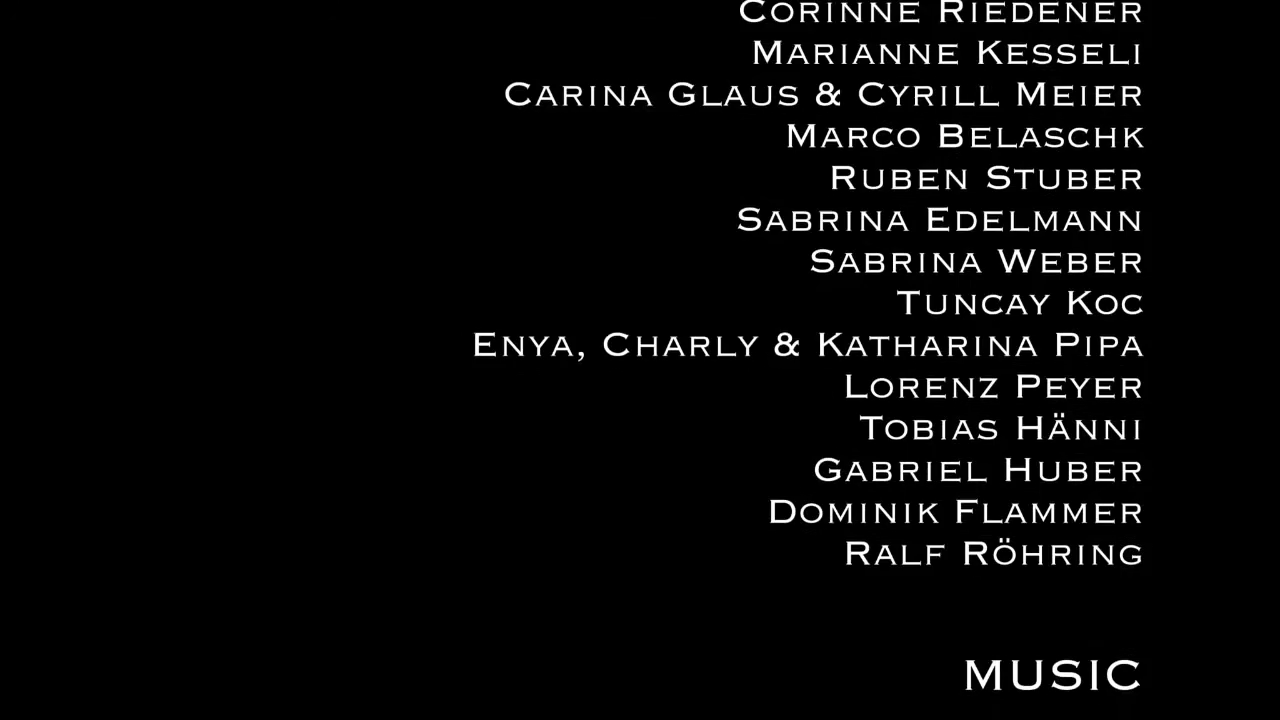 Corinne Riedener
Marianne Kesseli
Carina Glaus & Cyrill Meier
Marco Belaschk
Ruben Stuber
Sabrina Edelmann
Sabrina Weber
Tuncay Koc
Enya, Charly & Katharina Pipa
Lorenz Peyer
Tobias Hänni
Gabriel Huber
Dominik Flammer
Ralf Röhring
MUSIC